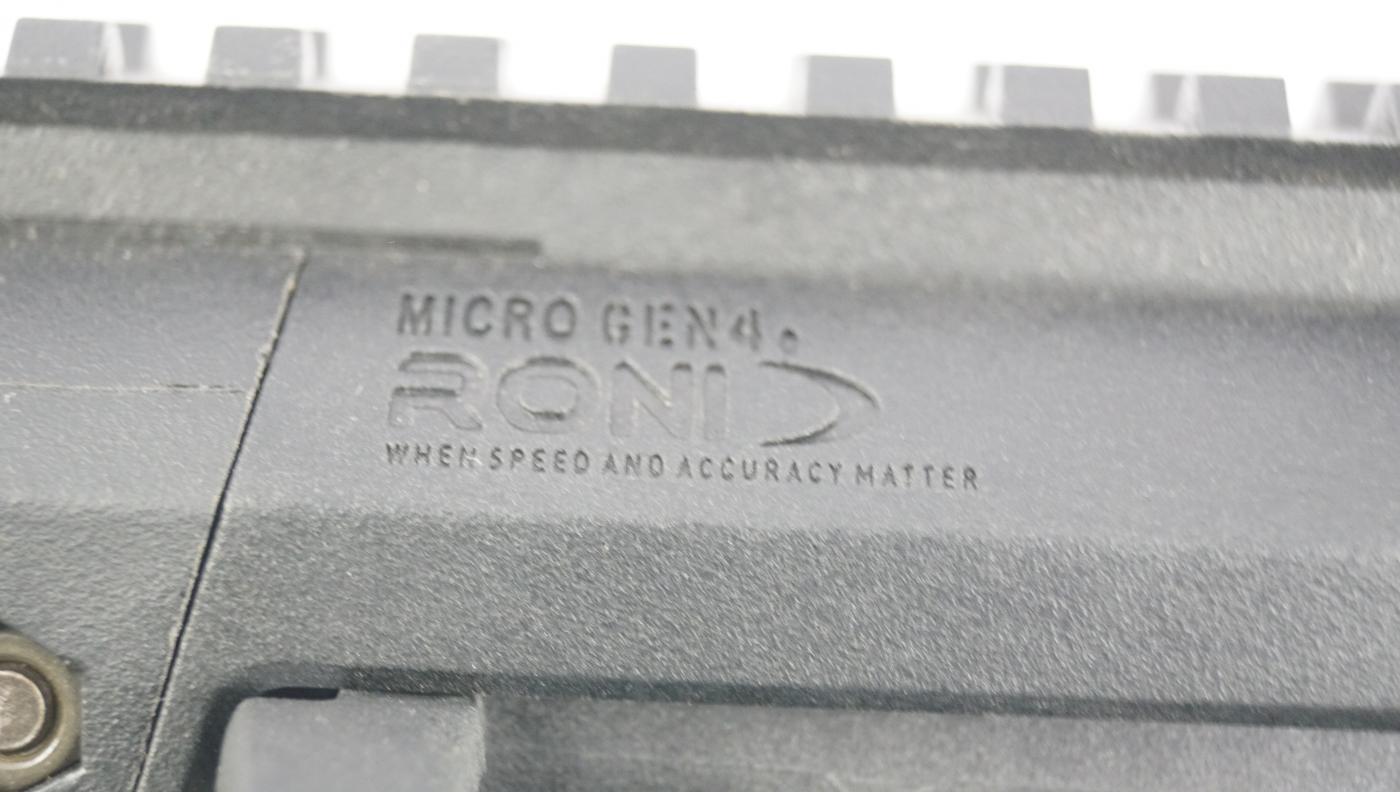 MICRO GEN4.
RONI
WHEN SPEED AND ACCURACY MATTER